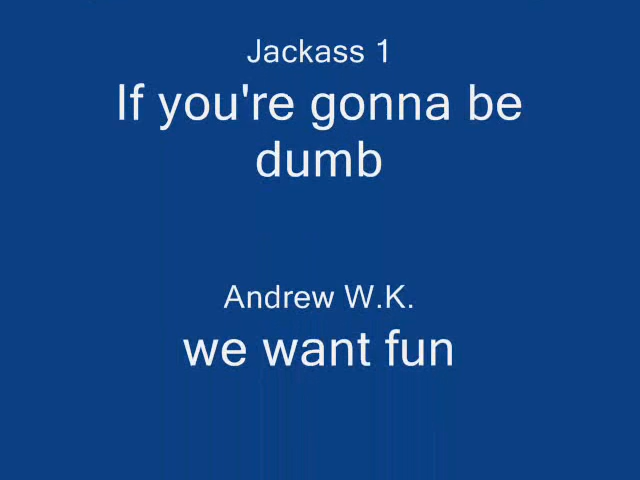 Jackass 1
If you're gonna be
dumb
Andrew W.K.
we want fun